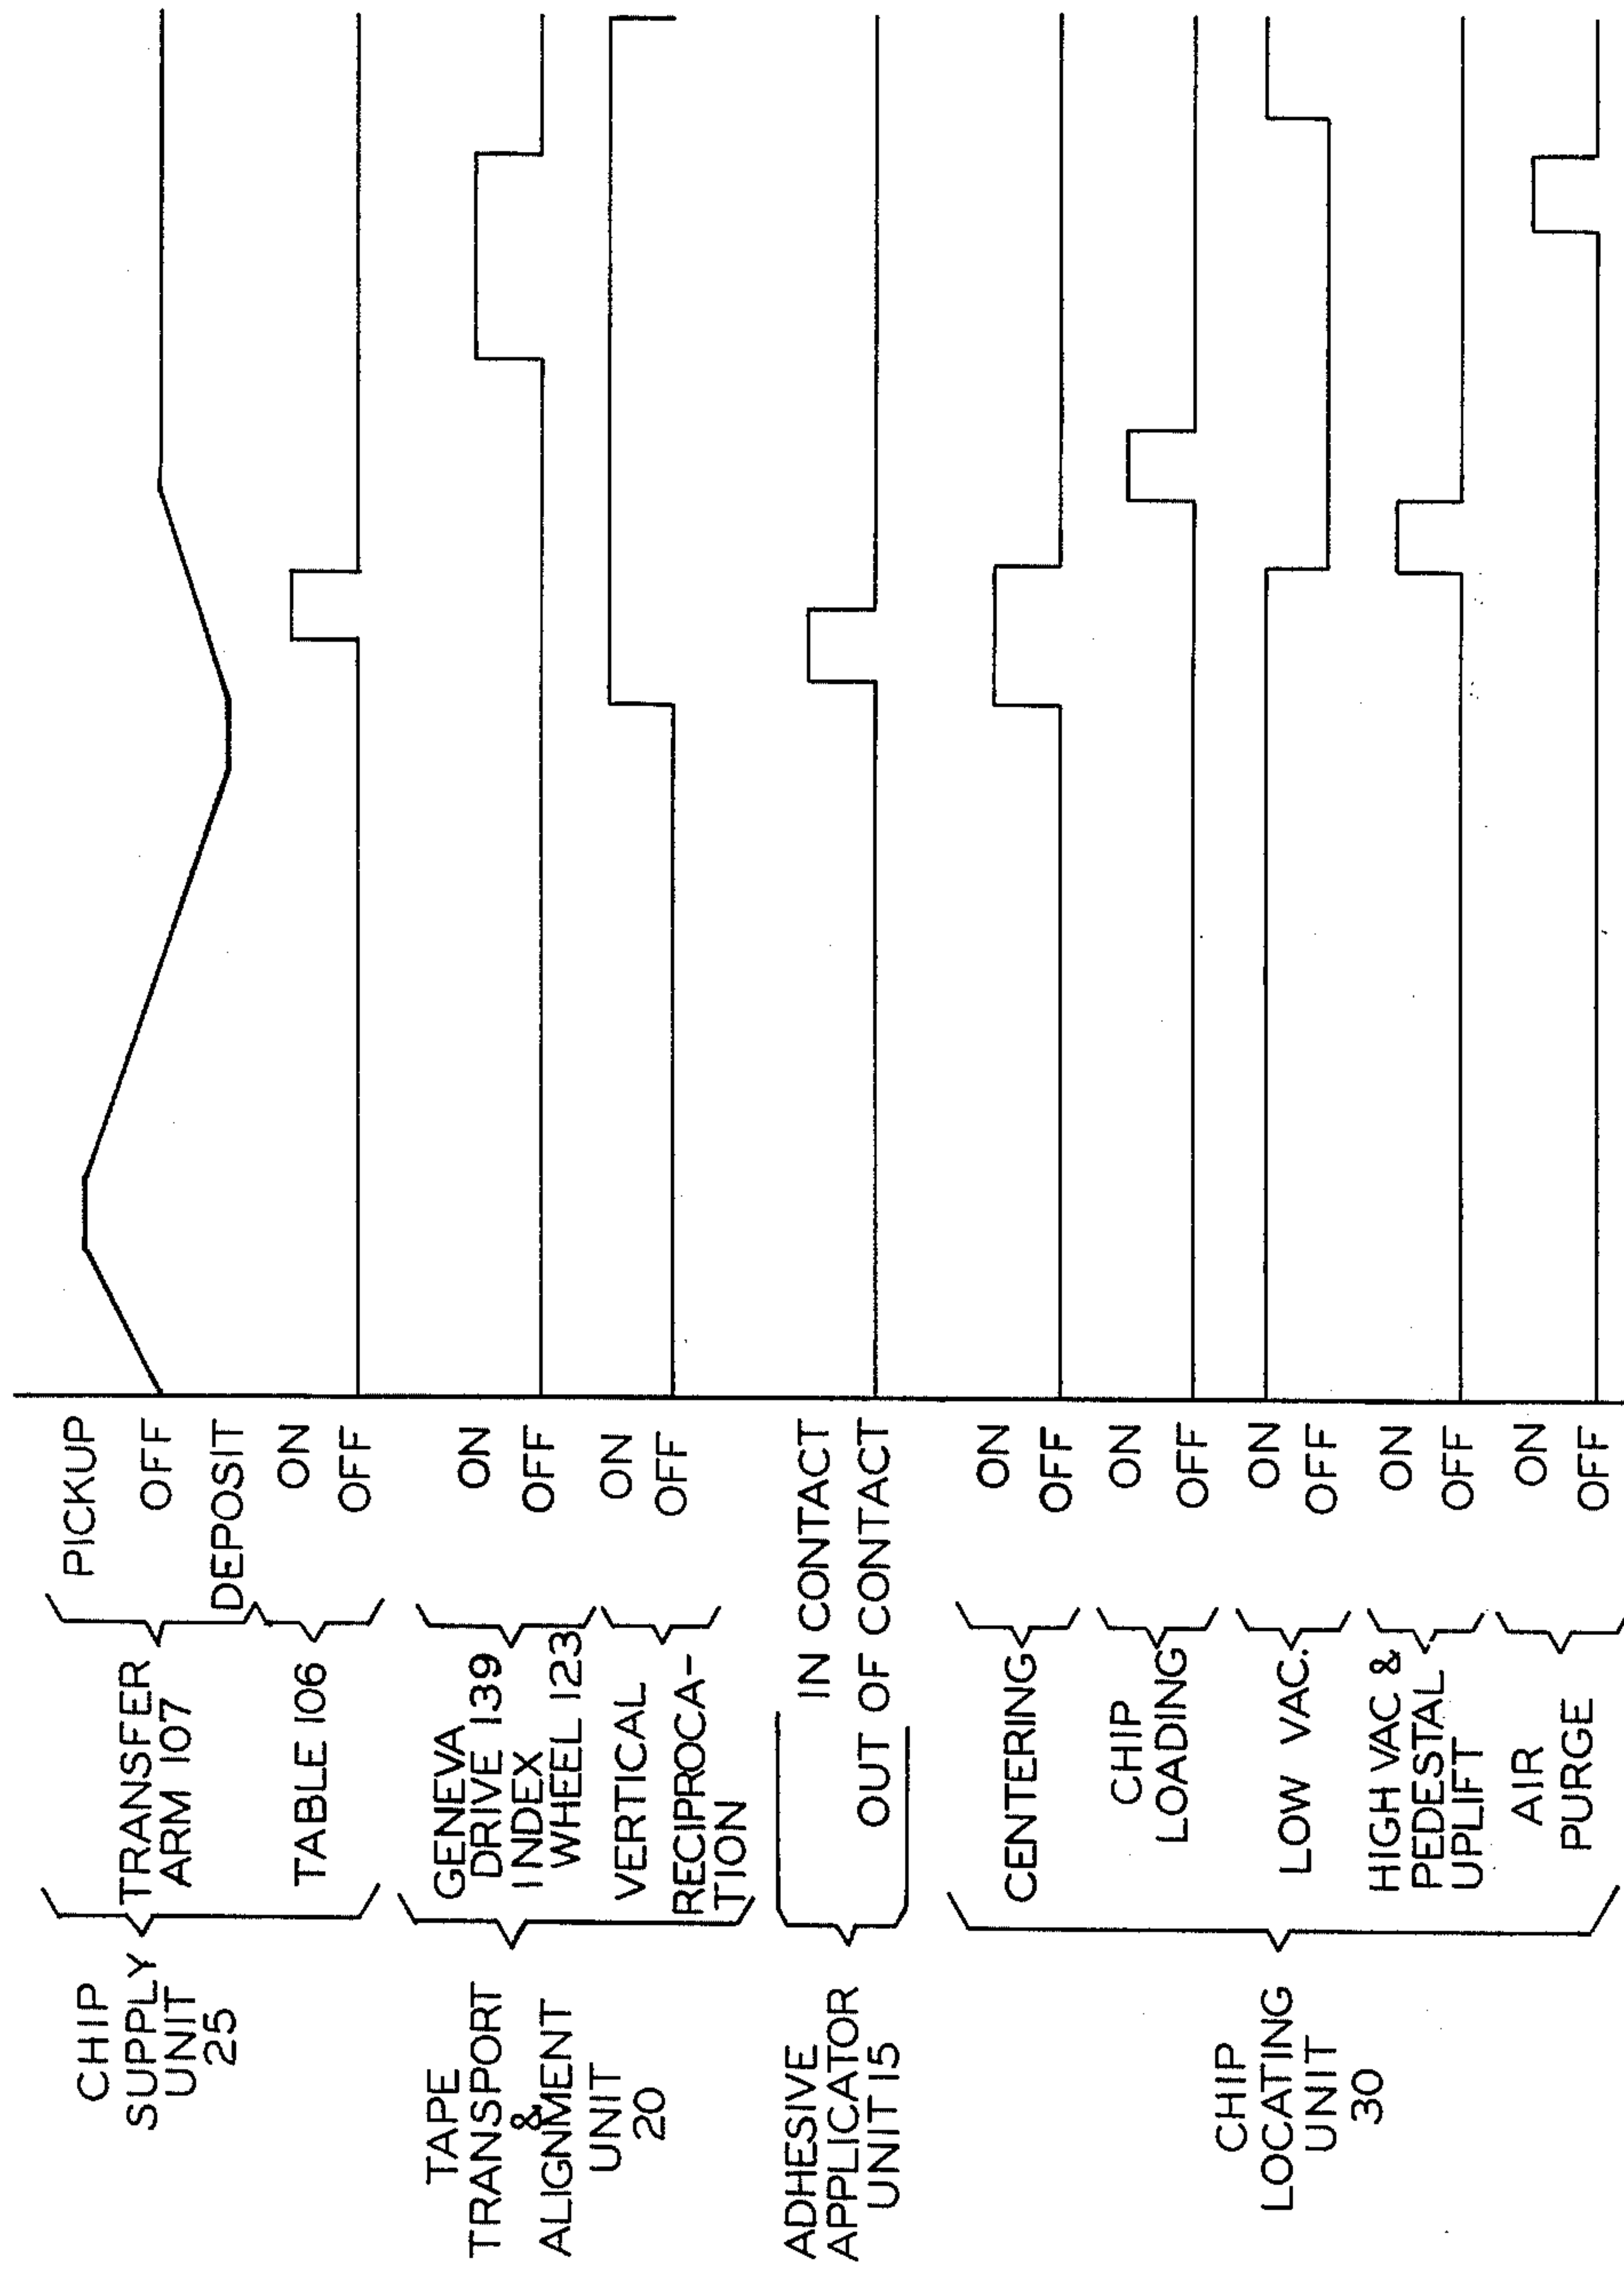 CHIP
SUPPLY
UNIT
25
TRANSFER
ARM 107
PICKUP
OFF
DEPOSIT
TABLE 106
ON
OFF
TAPE
TRANSPORT
&
ALIGNMENT
UNIT
20
GENEVA
DRIVE 139
INDEX
WHEEL 123
ON
OFF
VERTICAL
RECIPROCA-
TION
ON
OFF
ADHESIVE
APPLICATOR
UNIT 15
IN CONTACT
OUT OF CONTACT
CHIP
LOCATING
UNIT
30
CENTERING
ON
OFF
CHIP
LOADING
ON
OFF
LOW VAC.
ON
OFF
HIGH VAC &
PEDESTAL
UPLIFT
ON
OFF
AIR
PURGE
ON
OFF